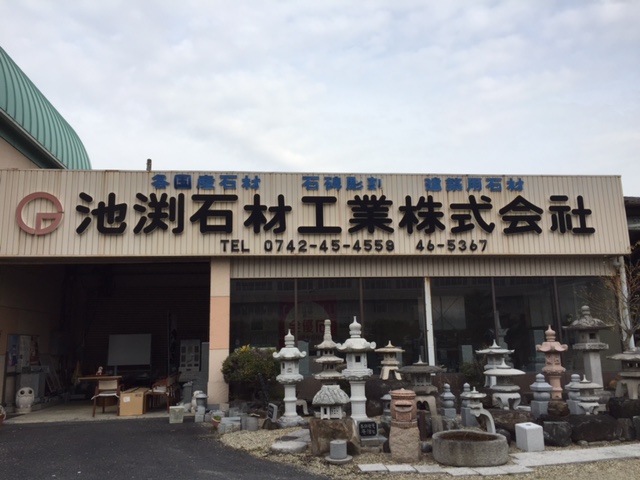 各国産石材 石碑彫刻 建築用石材
池渕石材工業株式会社
TEL 0742-45-4559 46-5367